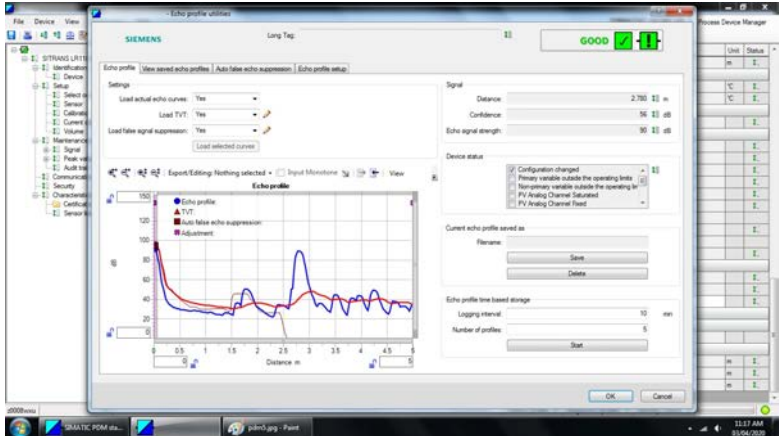 - Echo profile utilities
Process Device Manager
File Device View
SIEMENS
Long Tag:
GOOD
Unit Status
SITRANS LR11
Identification
Device
Setup
Sensor
Volume
Signal
Audit trail
Security
Echo profile View saved echo profiles Auto false echo suppression Echo profile setup
Settings
Load actual echo curves: Yes
Load TVT: Yes
Load false signal suppression: Yes
Load selected curves
Export/Editing: Nothing selected Input Monotone View
Echo profile
Echo profile:
TVT:
Auto false echo suppression:
Adjustment:
dB
150
120
100
80
60
40
20
0
0 0.5 1 1.5 2 2.5 3 3.5 4 4.5 5
0 Distance m 5
Signal
Distance: 2.780 m
Confidence: 56 dB
Echo signal strength: 90 dB
Device status
Configuration changed
Primary variable outside the operating limits
Non-primary variable outside the operating lin
PV Analog Channel Saturated
PV Analog Channel Fixed
Current echo profile saved as
Filename:
Save
Delete
Echo profile time based storage
Logging interval: 10 min
Number of profiles: 5
Start
OK Cancel
SIMATIC PDM sta...
pdm5.jpg - Paint
11:17 AM
03/04/2020